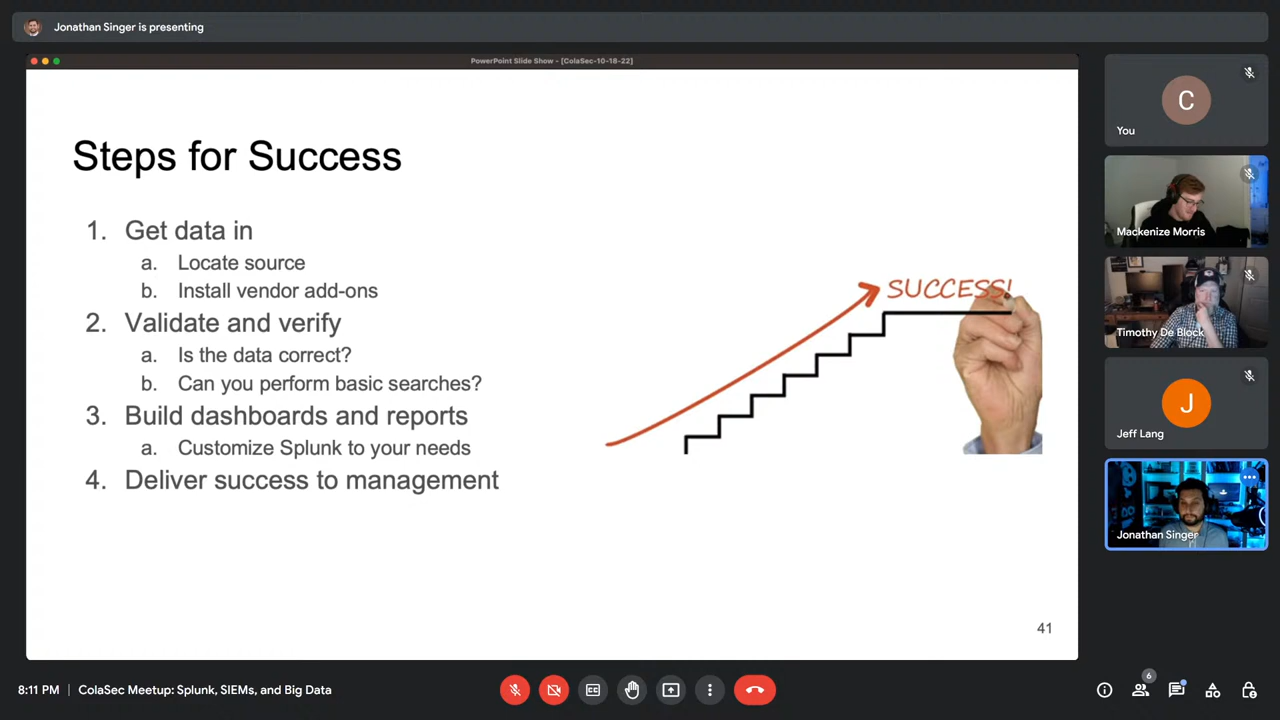 Jonathan Singer is presenting
PowerPoint Slide Show - [ColaSec-10-18-22]
Steps for Success
1. Get data in
a. Locate source
b. Install vendor add-ons
2. Validate and verify
a. Is the data correct?
b. Can you perform basic searches?
3. Build dashboards and reports
a. Customize Splunk to your needs
4. Deliver success to management
SUCCESS!
41
C
You
Mackenize Morris
Timothy De Block
J
Jeff Lang
Jonathan Singer
8:11 PM | ColaSec Meetup: Splunk, SIEMs, and Big Data
CC
6